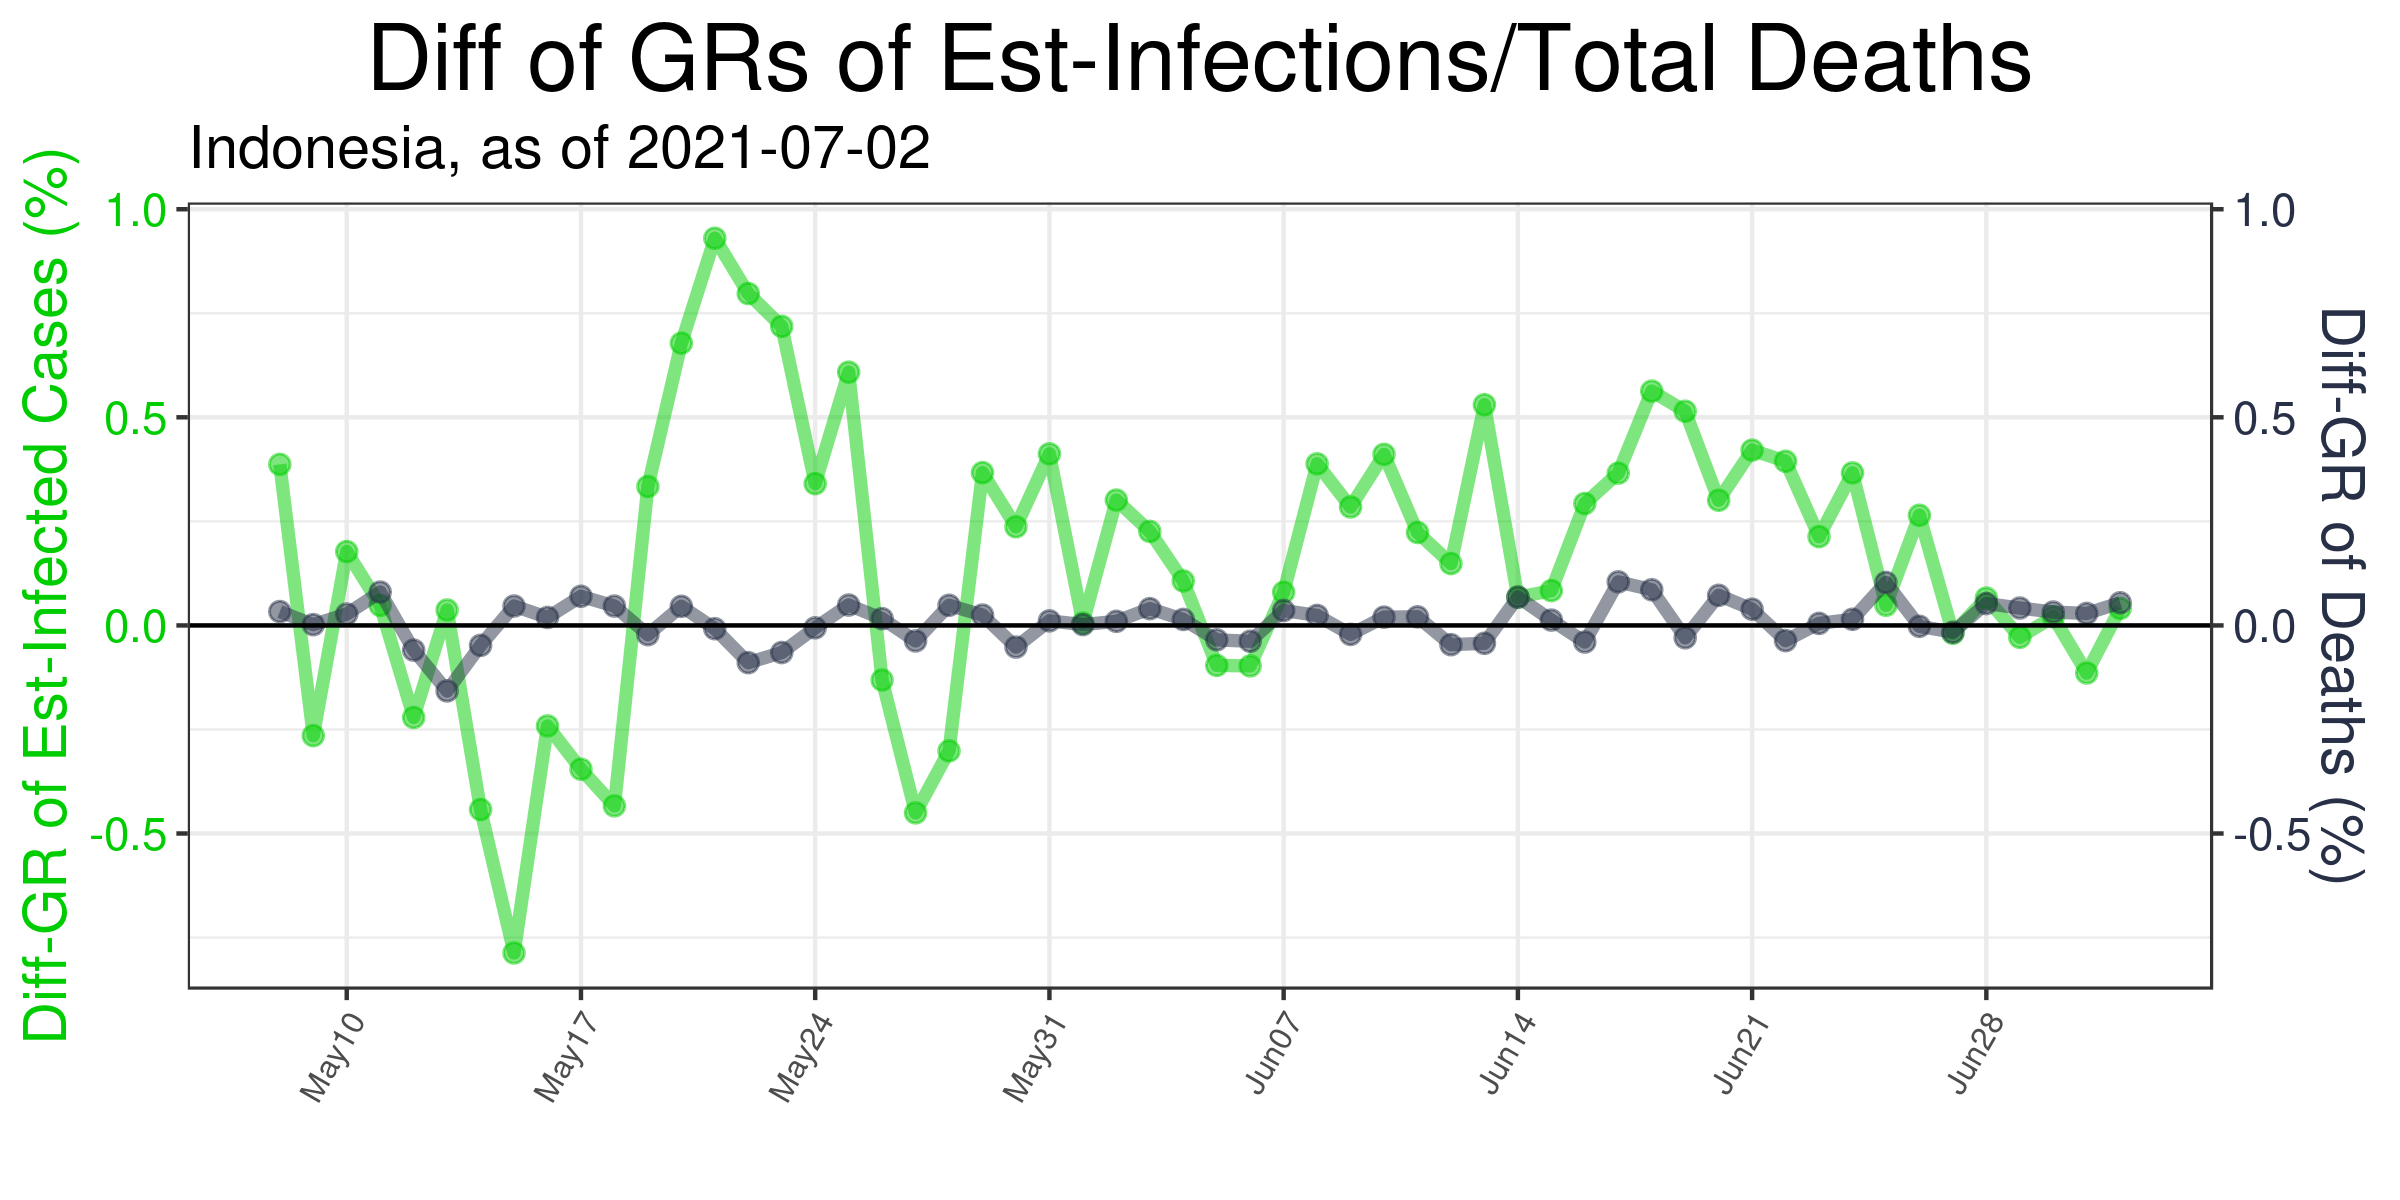 Diff of GRs of Est-Infections/Total Deaths
Indonesia, as of 2021-07-02
Diff-GR of Est-Infected Cases (%)
1.0
0.5
0.0
-0.5
1.0
0.5
0.0
-0.5
Diff-GR of Deaths (%)
May10
May17
May24
May31
Jun07
Jun14
Jun21
Jun28